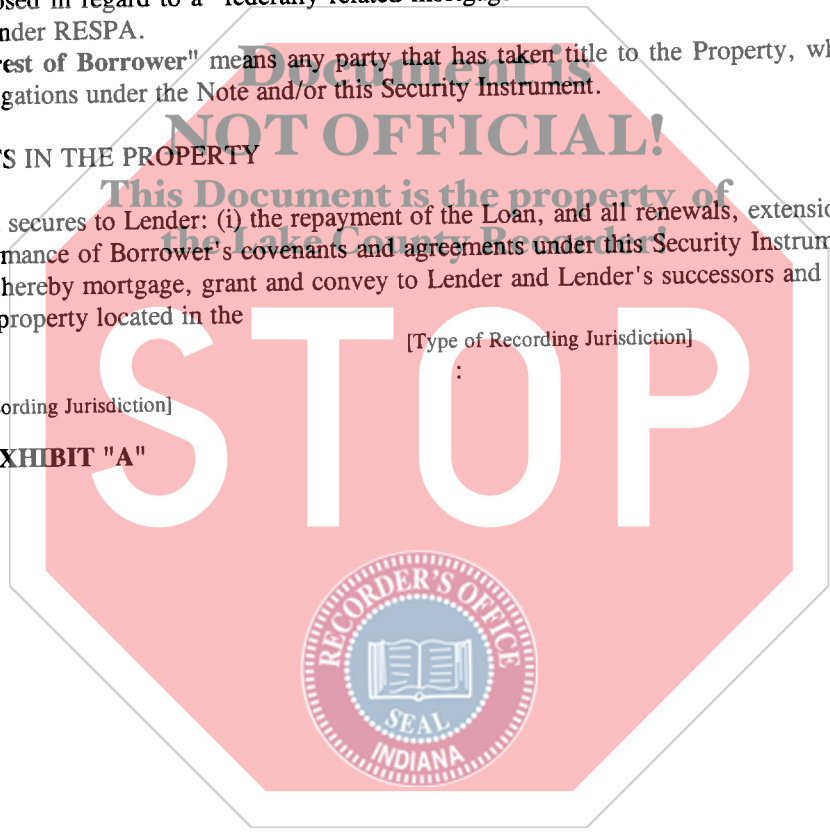 sed in regard to a "federally related mortgage
nder RESPA.
rest of Borrower" means any party that has taken title to the Property, wh
gations under the Note and/or this Security Instrument.
Document is
NOT OFFICIAL!
S IN THE PROPERTY
This Document is the property of
the Lake County Recorder!
secures to Lender: (i) the repayment of the Loan, and all renewals, extensio
mance of Borrower's covenants and agreements under this Security Instrum
hereby mortgage, grant and convey to Lender and Lender's successors and
property located in the
[Type of Recording Jurisdiction]
:
ording Jurisdiction]
XHIBIT "A"
STOP
RECORDER'S OFFICE
SEAL
INDIANA